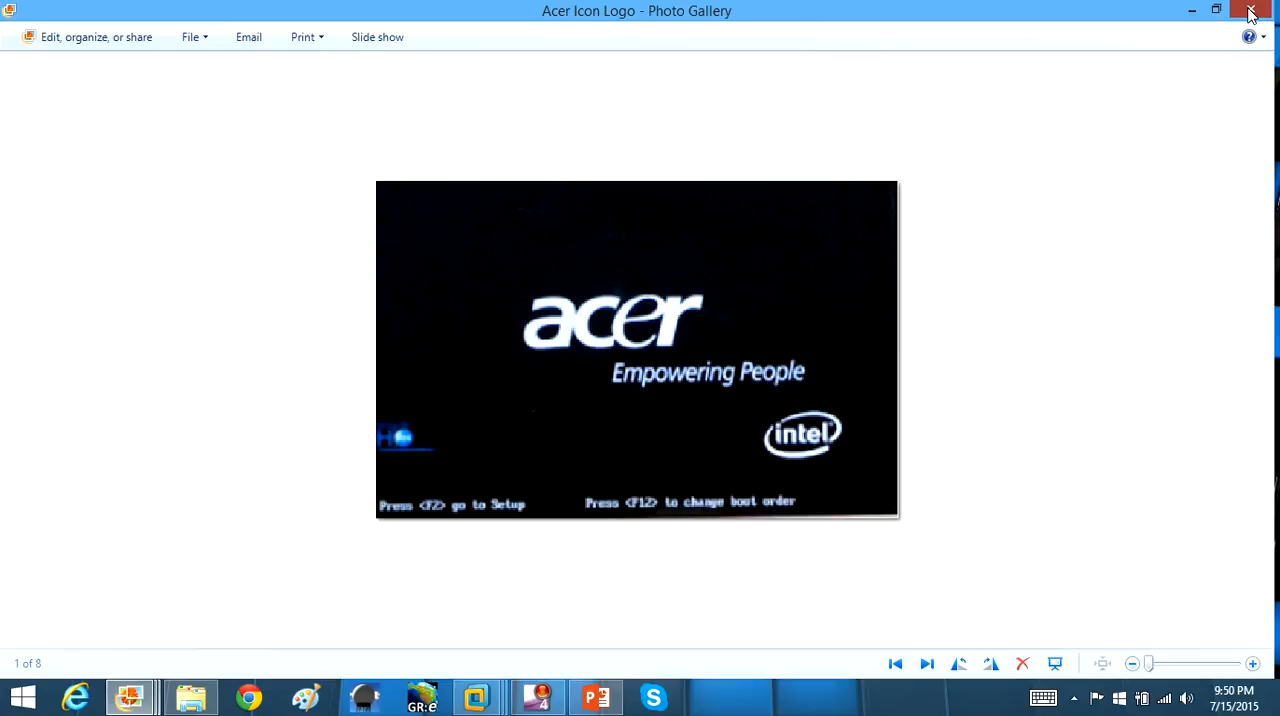 Acer Icon Logo - Photo Gallery
Edit, organize, or share File Email Print Slide show
acer
Empowering People
intel
Press <F2> go to Setup Press <F12> to change boot order
1 of 8
GR:e 4
9:50 PM
7/15/2015